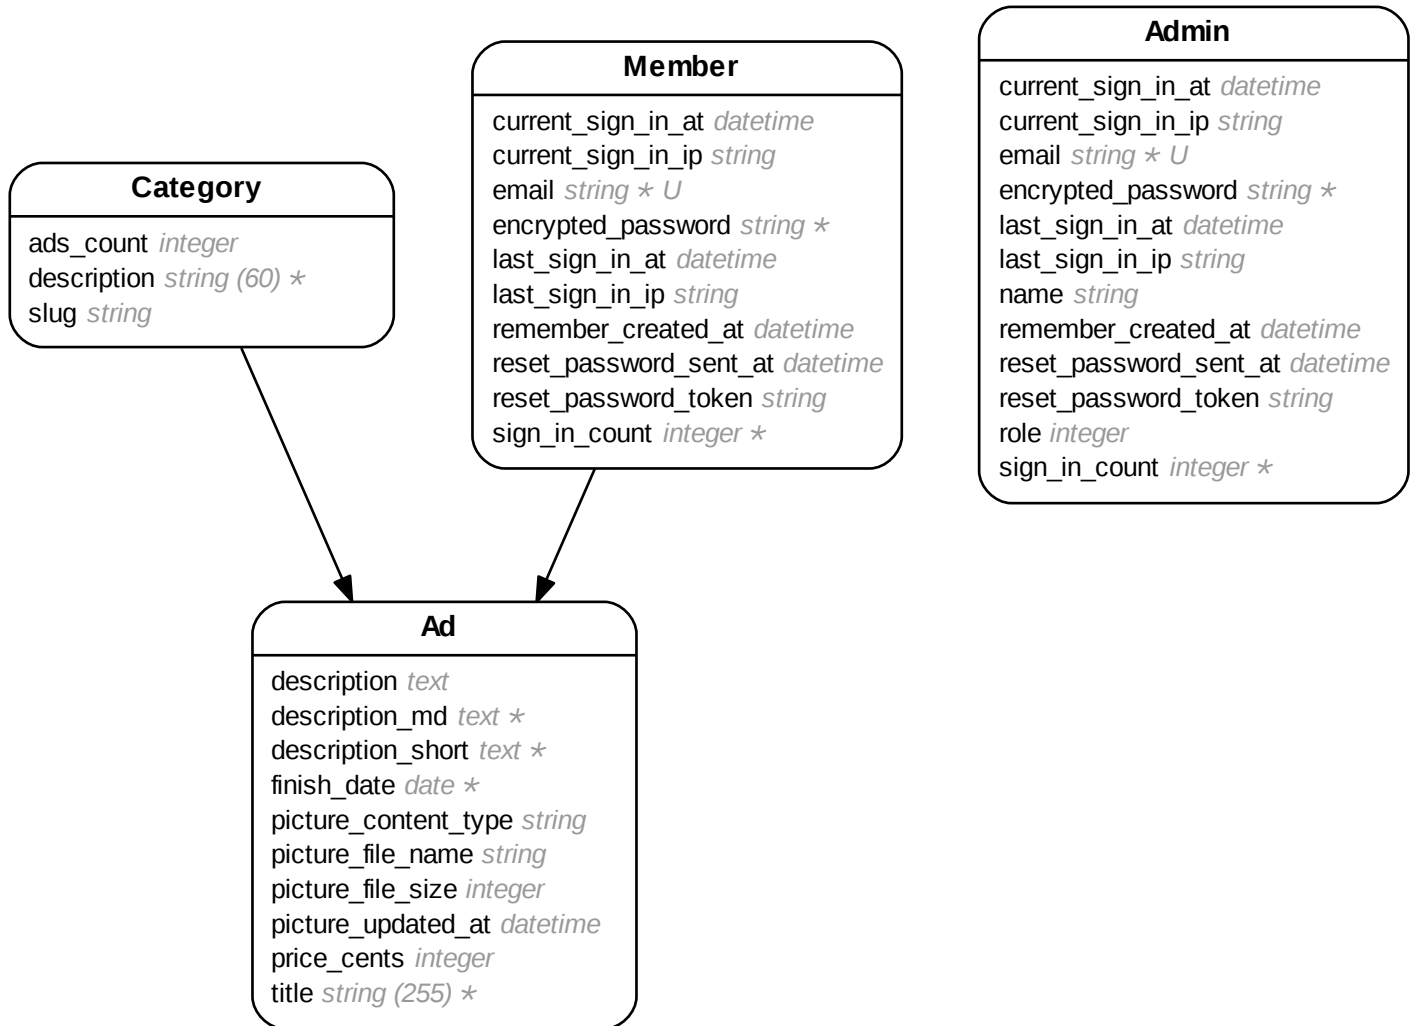 Category
ads_count integer
description string (60) *
slug string
Member
current_sign_in_at datetime
current_sign_in_ip string
email string * U
encrypted_password string *
last_sign_in_at datetime
last_sign_in_ip string
remember_created_at datetime
reset_password_sent_at datetime
reset_password_token string
sign_in_count integer *
Admin
current_sign_in_at datetime
current_sign_in_ip string
email string * U
encrypted_password string *
last_sign_in_at datetime
last_sign_in_ip string
name string
remember_created_at datetime
reset_password_sent_at datetime
reset_password_token string
role integer
sign_in_count integer *
Ad
description text
description_md text *
description_short text *
finish_date date *
picture_content_type string
picture_file_name string
picture_file_size integer
picture_updated_at datetime
price_cents integer
title string (255) *